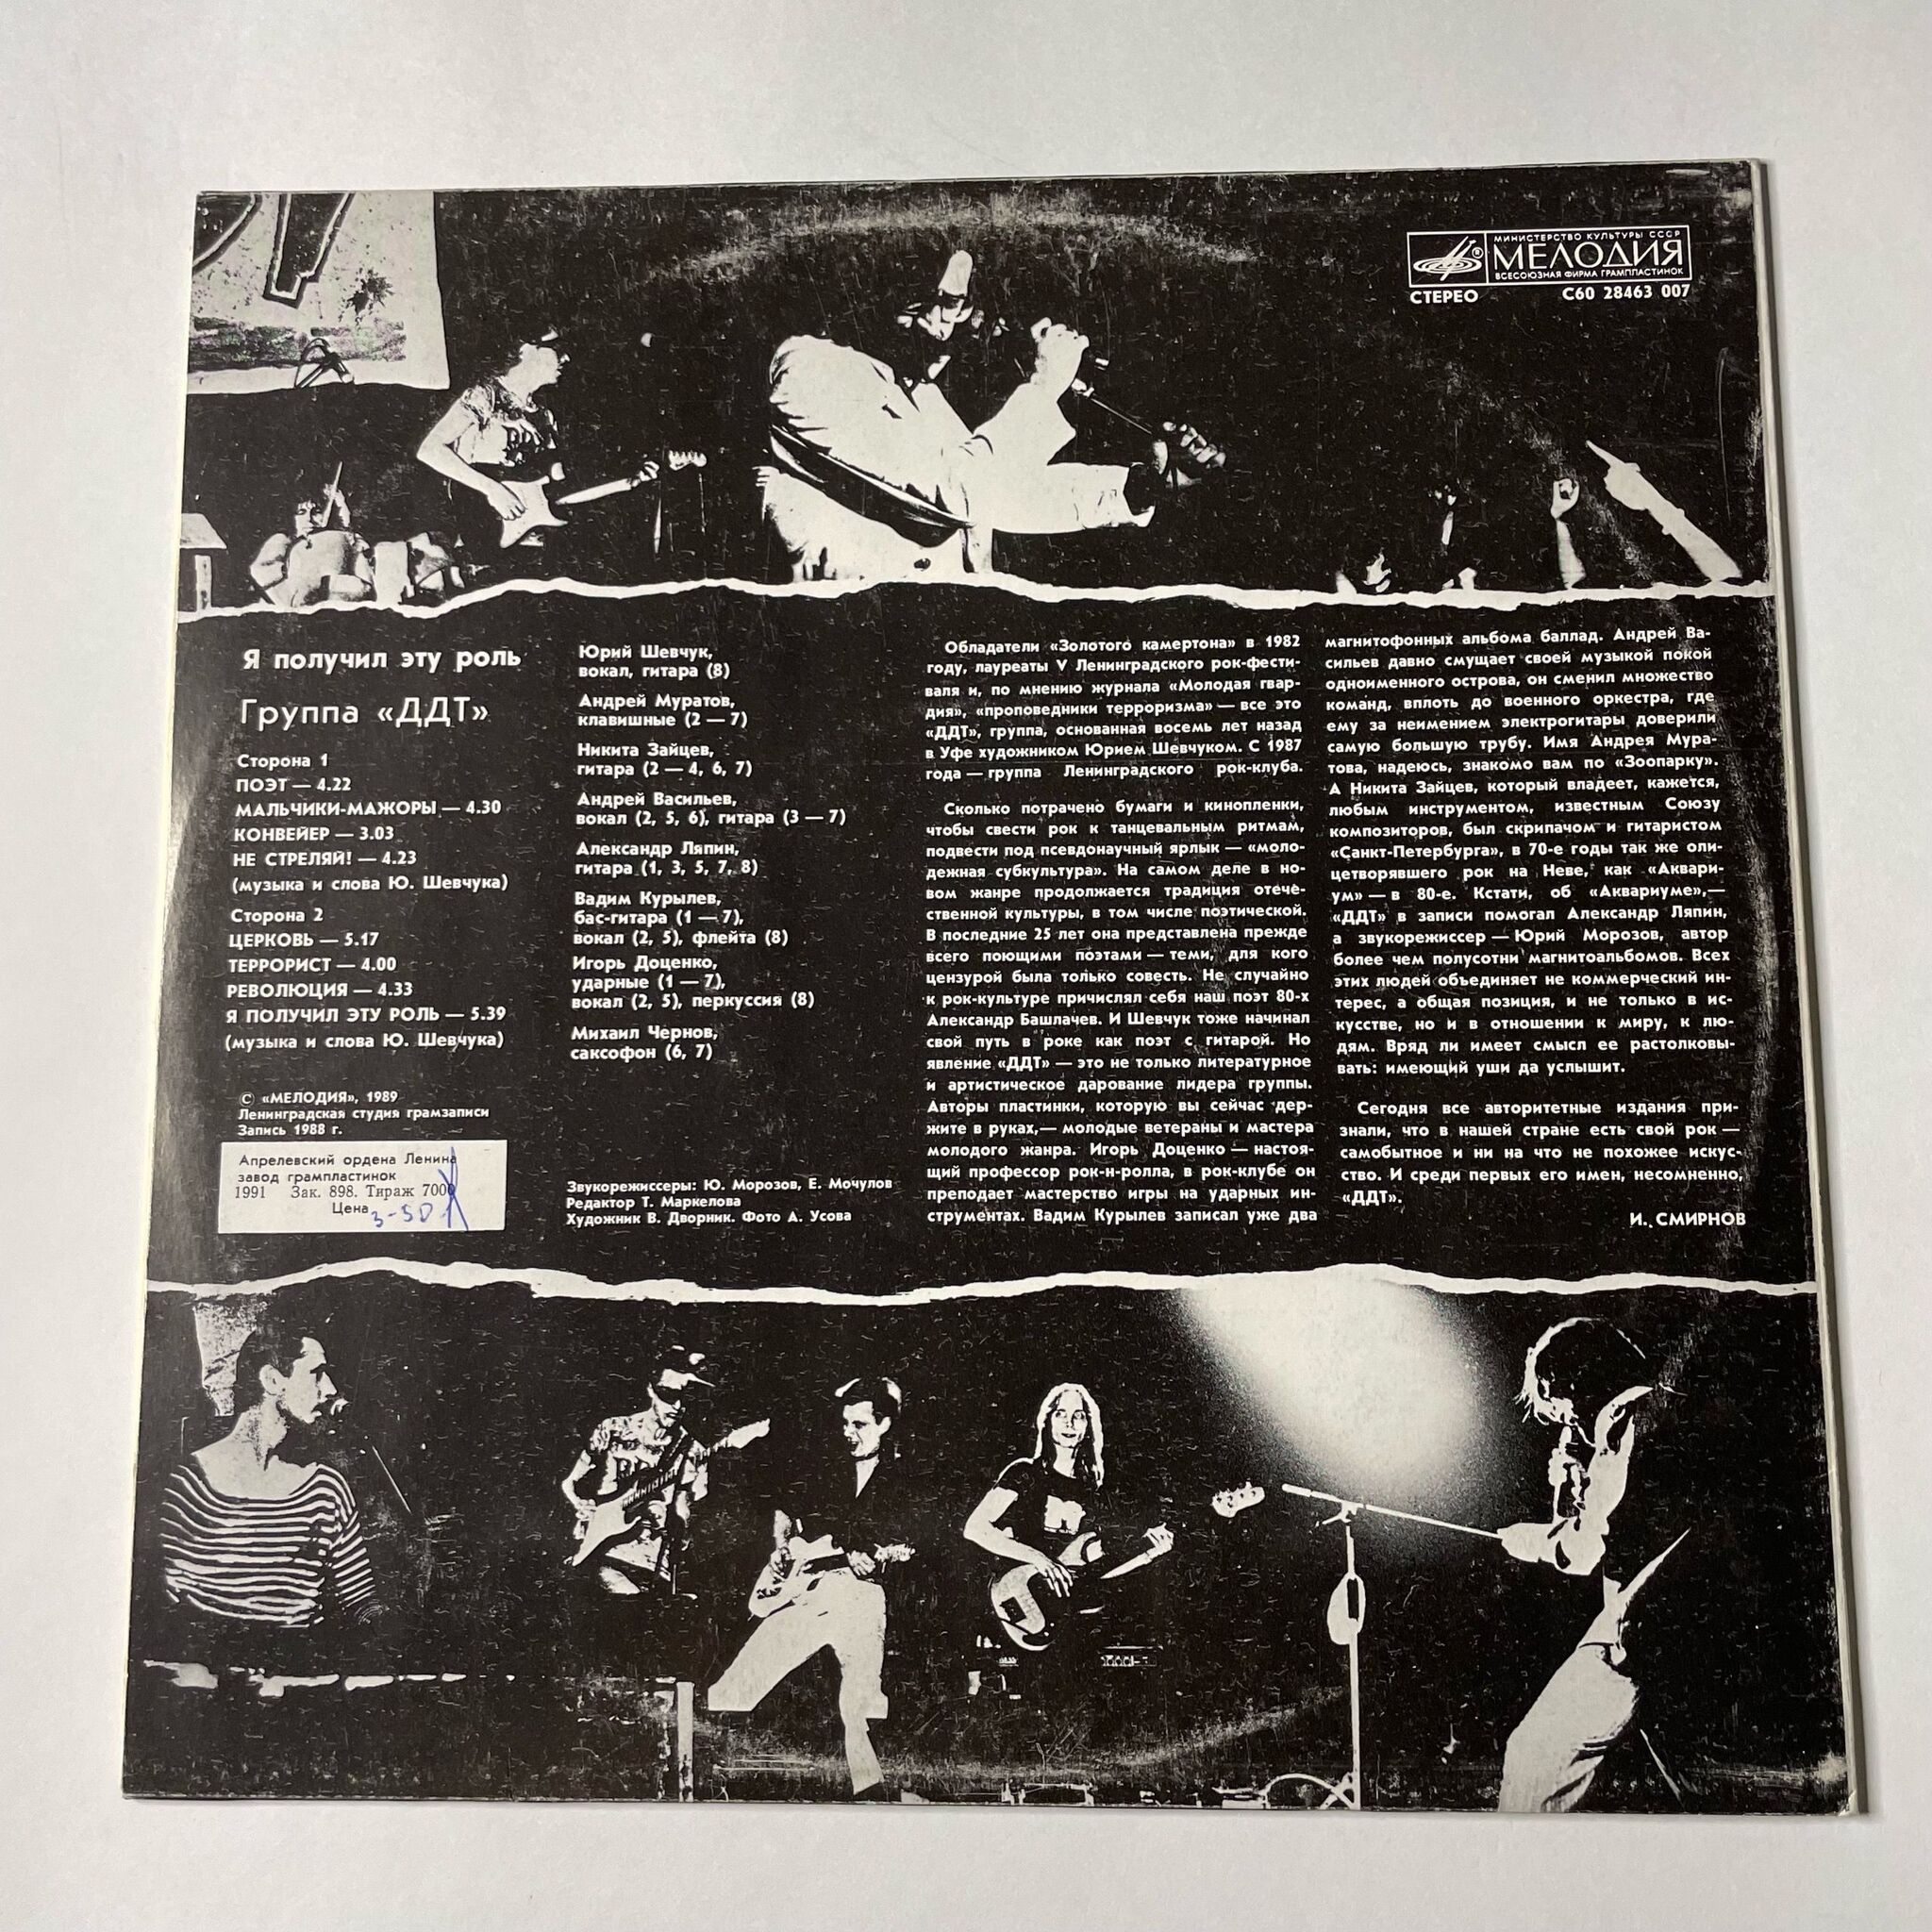 МИНИСТЕРСТВО КУЛЬТУРЫ СССР
МЕЛОДИЯ
ВСЕСОЮЗНАЯ ФИРМА ГРАМПЛАСТИНОК
СТЕРЕО С60 28463 007
Я получил эту роль
Группа «ДДТ»
Сторона 1
ПОЭТ — 4.22
МАЛЬЧИКИ-МАЖОРЫ — 4.30
КОНВЕЙЕР — 3.03
НЕ СТРЕЛЯЙ! — 4.23
(музыка и слова Ю. Шевчука)
Сторона 2
ЦЕРКОВЬ — 5.17
ТЕРРОРИСТ — 4.00
РЕВОЛЮЦИЯ — 4.33
Я ПОЛУЧИЛ ЭТУ РОЛЬ — 5.39
(музыка и слова Ю. Шевчука)
© «МЕЛОДИЯ», 1989
Ленинградская студия грамзаписи
Запись 1988 г.
Апрелевский ордена Ленина
завод грампластинок
1991 Зак. 898. Тираж 7000
Цена 3-50
Юрий Шевчук,
вокал, гитара (8)
Андрей Муратов,
клавишные (2 — 7)
Никита Зайцев,
гитара (2 — 4, 6, 7)
Андрей Васильев,
вокал (2, 5, 6), гитара (3 — 7)
Александр Ляпин,
гитара (1, 3, 5, 7, 8)
Вадим Курылев,
бас-гитара (1 — 7),
вокал (2, 5), флейта (8)
Игорь Доценко,
ударные (1 — 7),
вокал (2, 5), перкуссия (8)
Михаил Чернов,
саксофон (6, 7)
Звукорежиссеры: Ю. Морозов, Е. Мочулов
Редактор Т. Маркелова
Художник В. Дворник. Фото А. Усова
Обладатели «Золотого камертона» в 1982
году, лауреаты V Ленинградского рок-фести-
валя и, по мнению журнала «Молодая гвар-
дия», «проповедники терроризма» — все это
«ДДТ», группа, основанная восемь лет назад
в Уфе художником Юрием Шевчуком. С 1987
года — группа Ленинградского рок-клуба.
Сколько потрачено бумаги и кинопленки,
чтобы свести рок к танцевальным ритмам,
подвести под псевдонаучный ярлык — «моло-
дежная субкультура». На самом деле в но-
вом жанре продолжается традиция отече-
ственной культуры, в том числе поэтической.
В последние 25 лет она представлена прежде
всего поющими поэтами — теми, для кого
цензурой была только совесть. Не случайно
к рок-культуре причислял себя наш поэт 80-х
Александр Башлачев. И Шевчук тоже начинал
свой путь в роке как поэт с гитарой. Но
явление «ДДТ» — это не только литературное
и артистическое дарование лидера группы.
Авторы пластинки, которую вы сейчас дер-
жите в руках,— молодые ветераны и мастера
молодого жанра. Игорь Доценко — настоя-
щий профессор рок-н-ролла, в рок-клубе он
преподает мастерство игры на ударных ин-
струментах. Вадим Курылев записал уже два
магнитофонных альбома баллад. Андрей Ва-
сильев давно смущает своей музыкой покой
одноименного острова, он сменил множество
команд, вплоть до военного оркестра, где
ему за неимением электрогитары доверили
самую большую трубу. Имя Андрея Мура-
това, надеюсь, знакомо вам по «Зоопарку».
А Никита Зайцев, который владеет, кажется,
любым инструментом, известным Союзу
композиторов, был скрипачом и гитаристом
«Санкт-Петербурга», в 70-е годы так же оли-
цетворявшего рок на Неве, как «Аквари-
ум» — в 80-е. Кстати, об «Аквариуме»,—
«ДДТ» в записи помогал Александр Ляпин,
а звукорежиссер — Юрий Морозов, автор
более чем полусотни магнитоальбомов. Всех
этих людей объединяет не коммерческий ин-
терес, а общая позиция, и не только в ис-
кусстве, но и в отношении к миру, к лю-
дям. Вряд ли имеет смысл ее растолковы-
вать: имеющий уши да услышит.
Сегодня все авторитетные издания при-
знали, что в нашей стране есть свой рок —
самобытное и ни на что не похожее искус-
ство. И среди первых его имен, несомненно,
«ДДТ».
И. СМИРНОВ